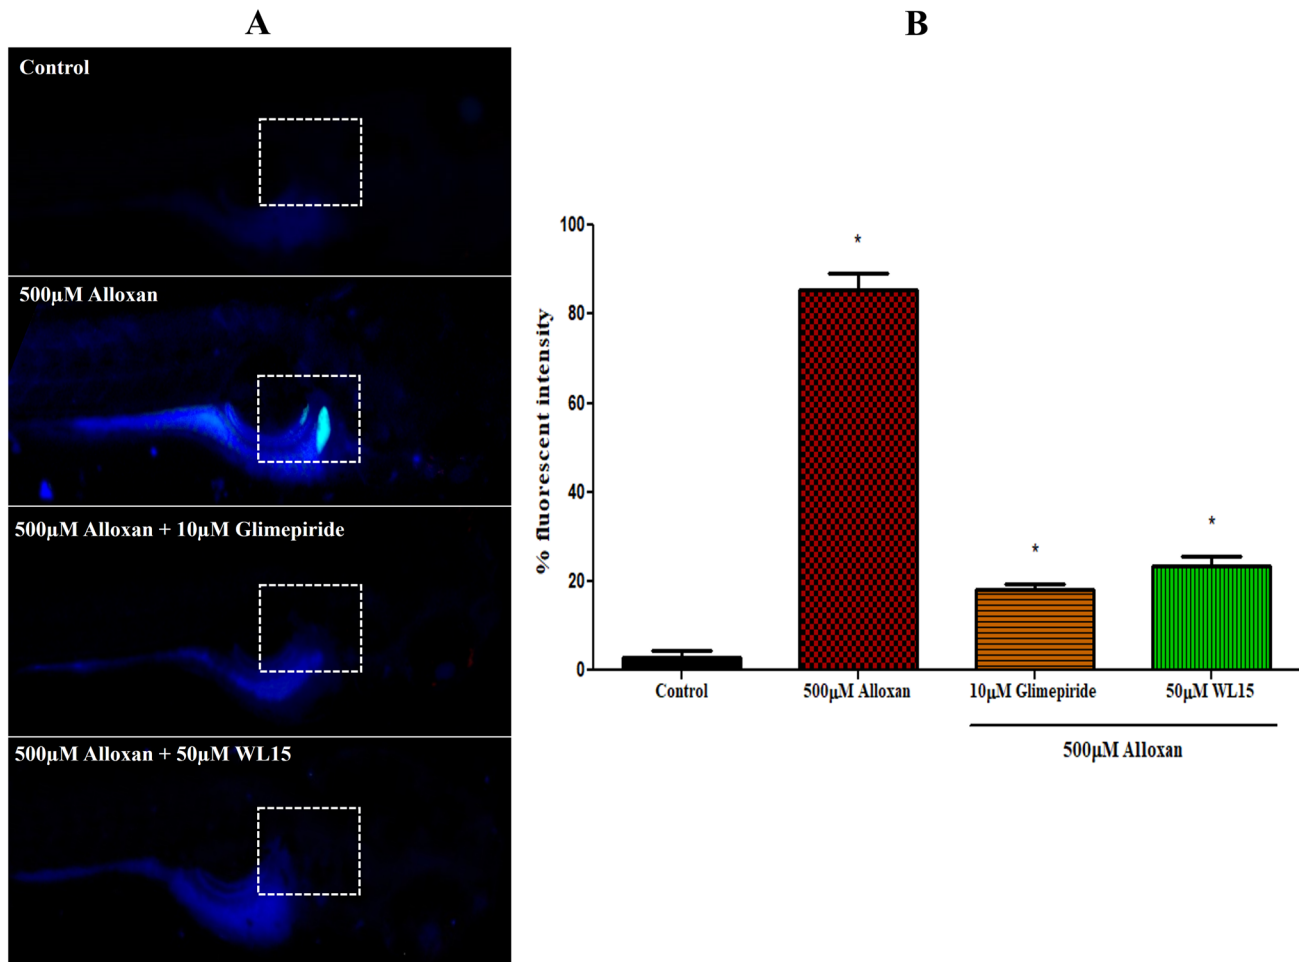 A
Control
500µM Alloxan
500µM Alloxan + 10µM Glimepiride
500µM Alloxan + 50µM WL15
B
% fluorescent intensity
100
80
60
40
20
0
*
*
*
Control
500µM Alloxan
10µM Glimepiride
50µM WL15
500µM Alloxan